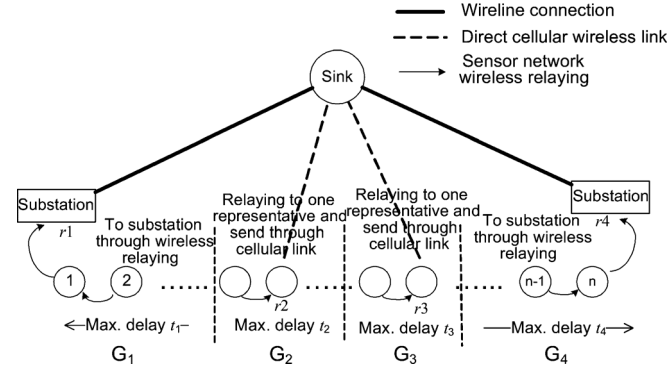 Wireline connection
Direct cellular wireless link
Sensor network
wireless relaying
Sink
Substation
r1
Substation
r4
To substation
through wireless
relaying
Relaying to one
representative and
send through
cellular link
Relaying to one
representative and
send through
cellular link
To substation
through wireless
relaying
1
2
......
r2
......
r3
......
n-1
n
Max. delay t1
Max. delay t2
Max. delay t3
Max. delay t4
G1
G2
G3
G4